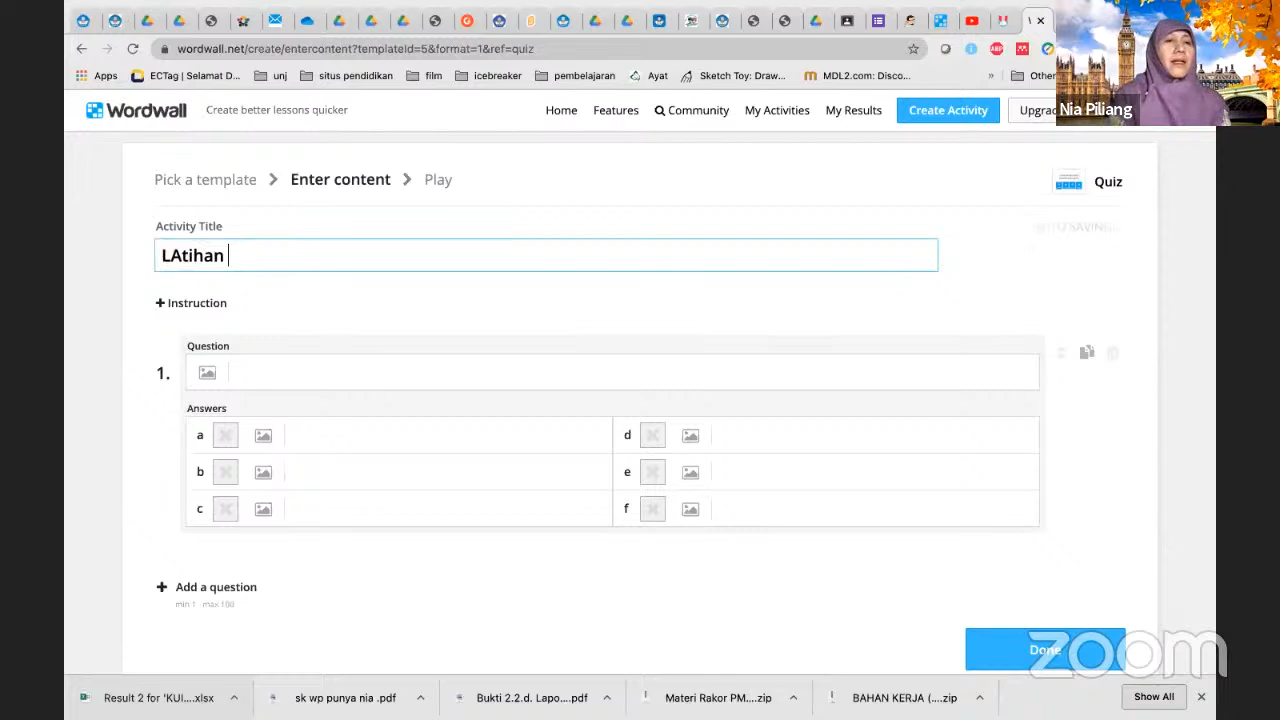 wordwall.net/create/entercontent?templateId=5&format=1&ref=quiz
Apps
ECTag | Selamat D...
unj
situs pendidikan
film
icebreaker
pembelajaran
Ayat
Sketch Toy: Draw...
MDL2.com: Disco...
»
Other
Nia Piliang
Wordwall
Create better lessons quicker
Home
Features
Community
My Activities
My Results
Create Activity
Upgra
Pick a template
Enter content
Play
Quiz
Activity Title
LAtihan
+ Instruction
Question
1.
Answers
a
d
b
e
c
f
+ Add a question
min 1 max 100
Done
zoom
Result 2 for 'KUI....xlsx
sk wp punya nia .pdf
Bukti 2.2.d. Lapo....pdf
Materi Rakor PM....zip
BAHAN KERJA (....zip
Show All